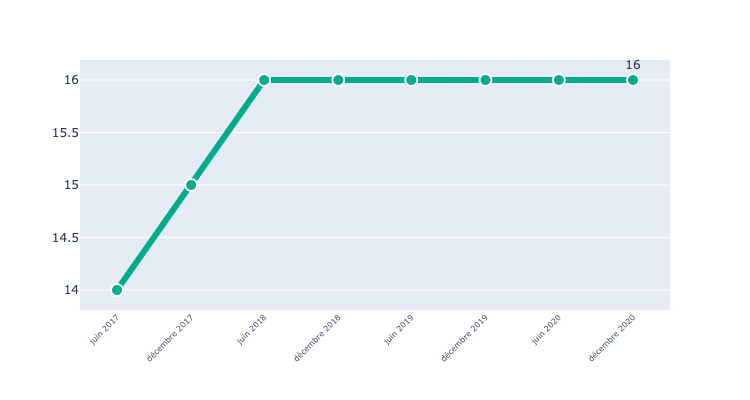 16
16
15.5
15
14.5
14
juin 2017
décembre 2017
juin 2018
décembre 2018
juin 2019
décembre 2019
juin 2020
décembre 2020